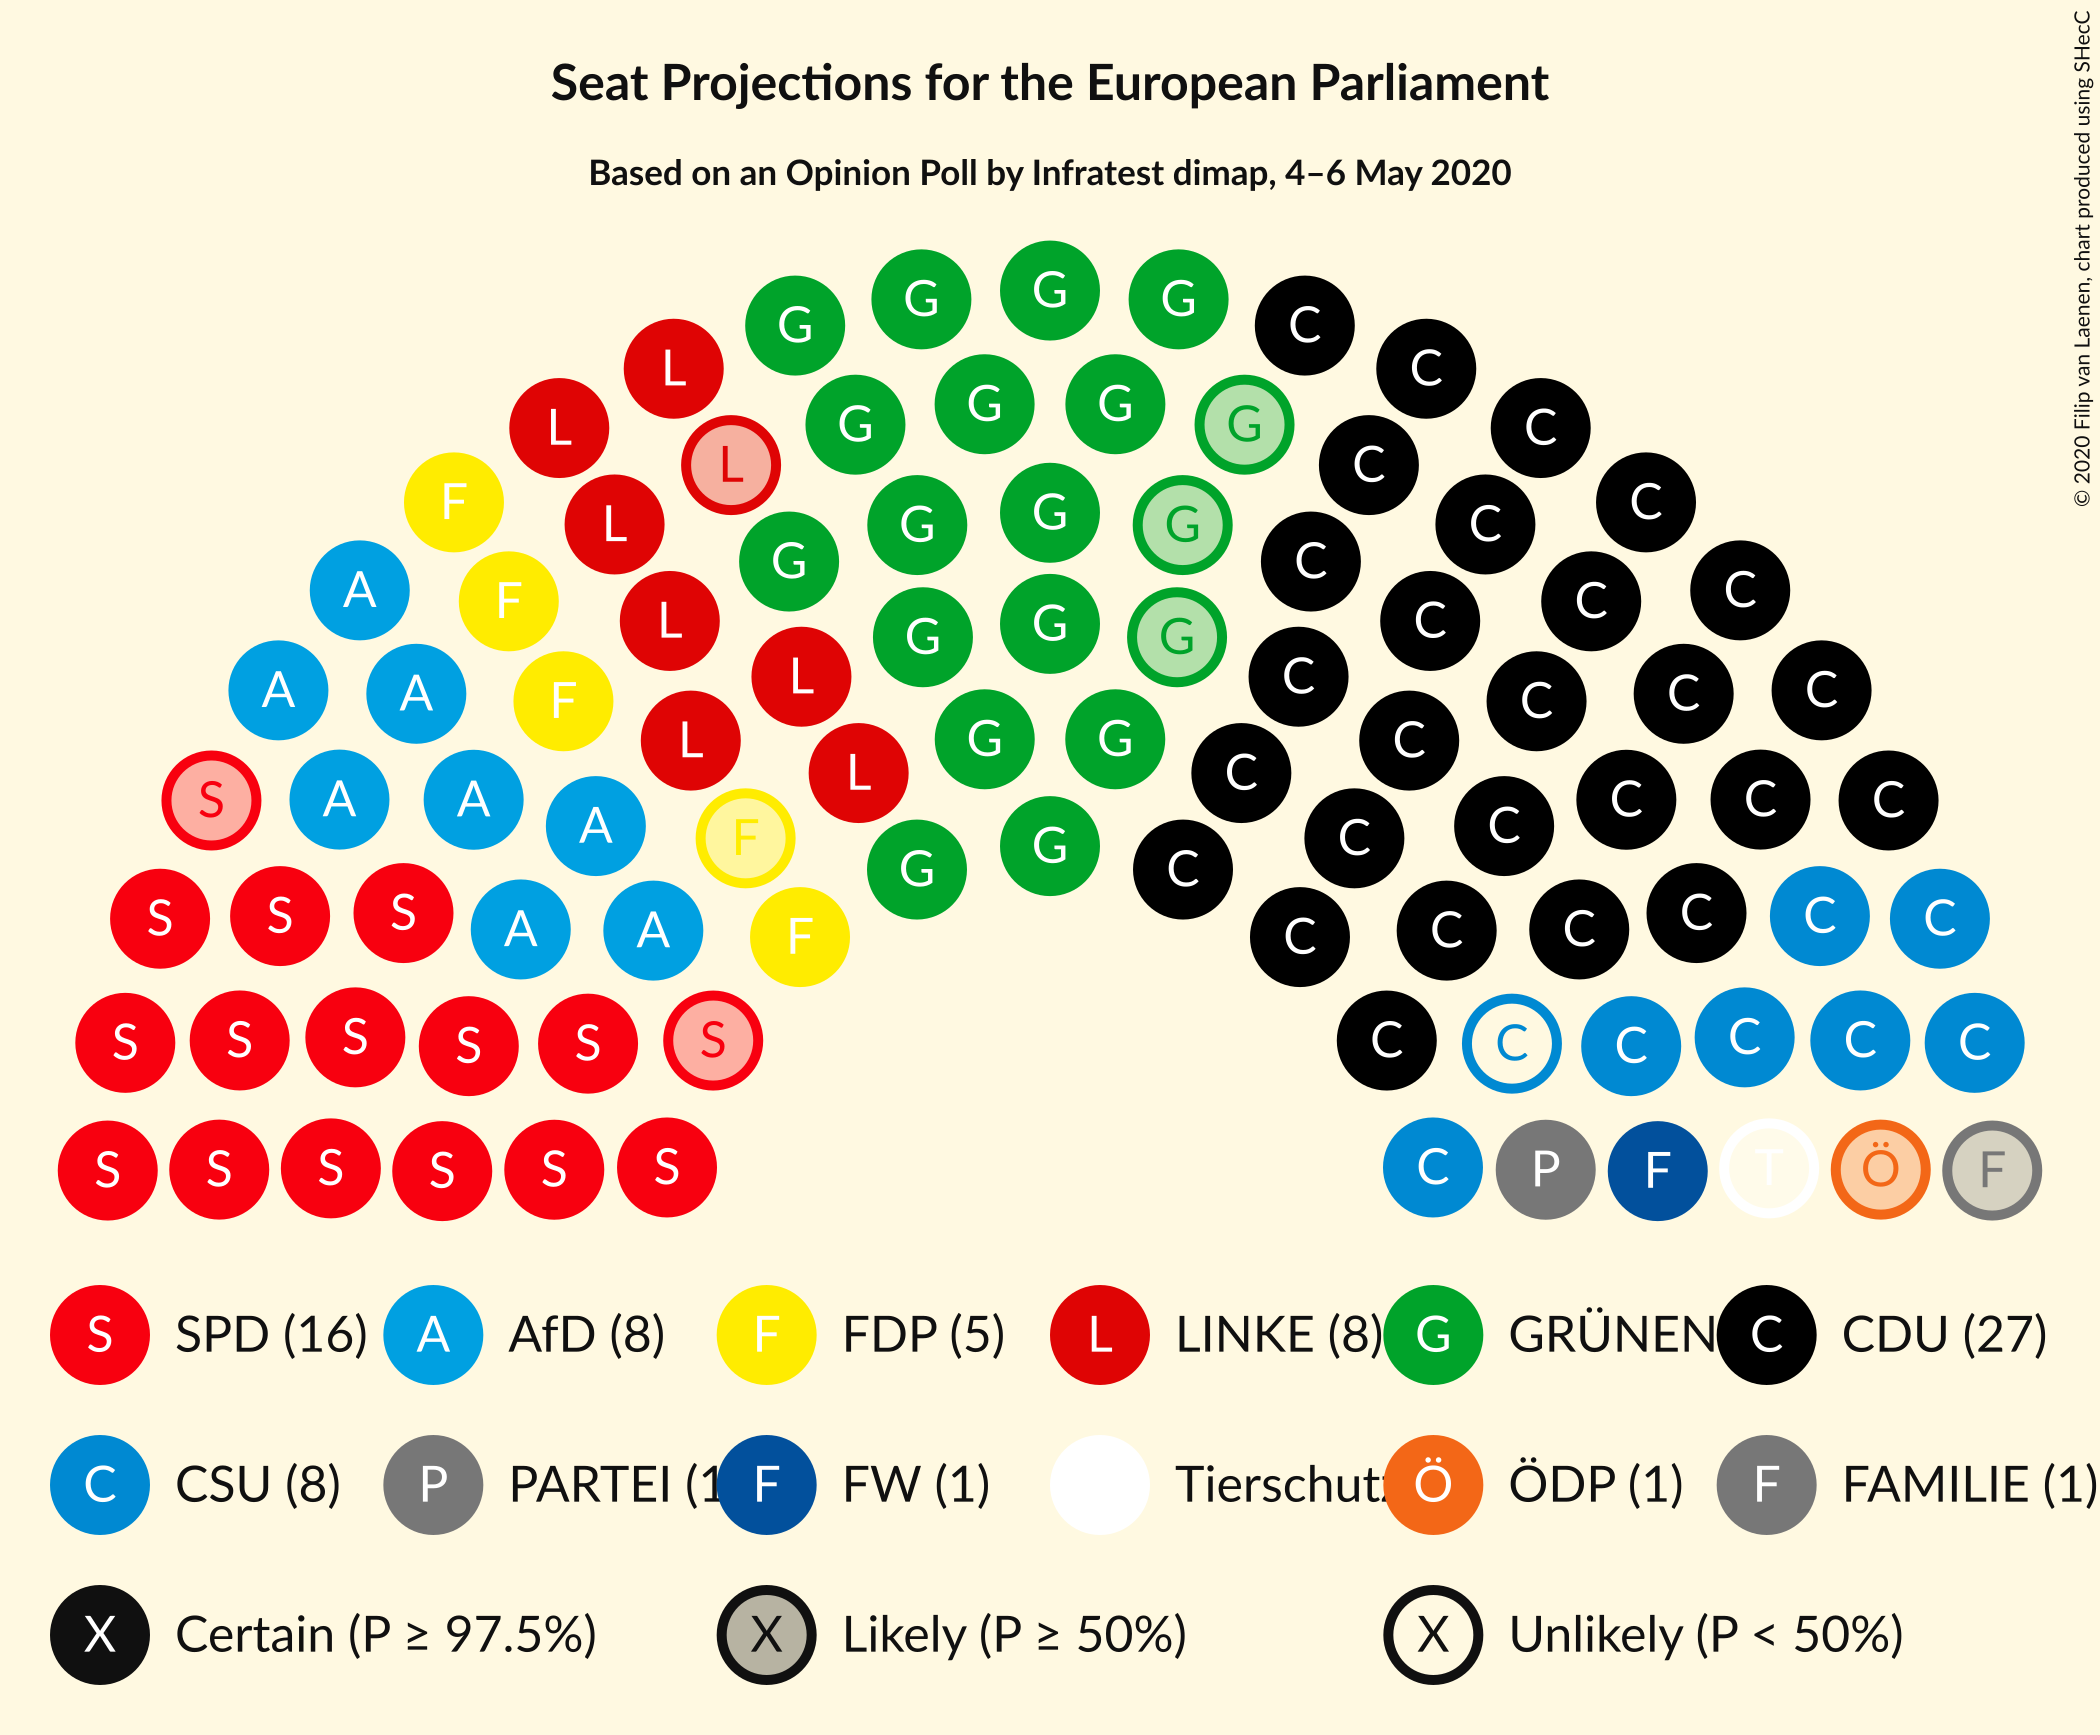 Seat Projections for the European Parliament
Based on an Opinion Poll by Infratest dimap, 4–6 May 2020
© 2020 Filip van Laenen, chart produced using SHecC
G G G G C
L G G G G C C
L L G G G G C C C
F L G G G C C C
A F L L G C C C C
A A F L G G C C C C
S A A A F L G G C C C C C C
S S S A A F C C C C C C
S S S S S S C C C C C C
S S S S S S C P F T Ö F
S SPD (16) A AfD (8) F FDP (5) L LINKE (8) G GRÜNEN C CDU (27)
C CSU (8) P PARTEI (1 F FW (1) Tierschutz Ö ÖDP (1) F FAMILIE (1)
X Certain (P ≥ 97.5%) X Likely (P ≥ 50%) X Unlikely (P < 50%)